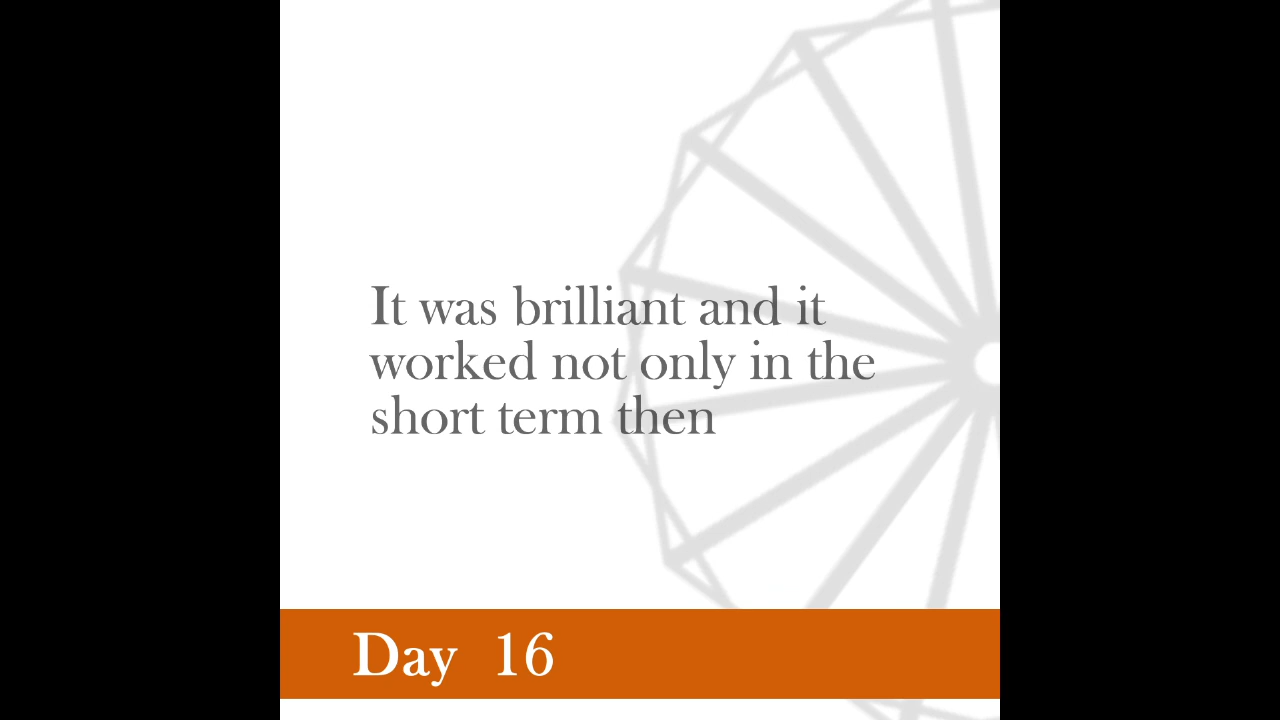 It was brilliant and it
worked not only in the
short term then
Day 16